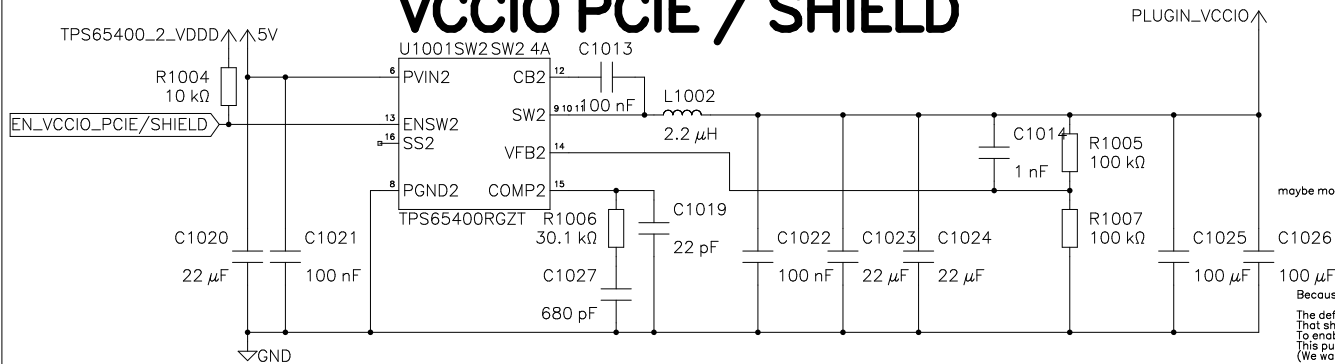 VCCIO PCIE / SHIELD
PLUGIN_VCCIO
TPS65400_2_VDDD
5V
U1001SW2 SW2 4A
C1013
100 nF
R1004
10 kΩ
EN_VCCIO_PCIE/SHIELD
6
PVIN2
13
ENSW2
16
SS2
8
PGND2
CB2
12
SW2
9 10 11
VFB2
14
COMP2
15
TPS65400RGZT
L1002
2.2 μH
C1014
1 nF
R1005
100 kΩ
maybe mo
R1006
30.1 kΩ
C1019
22 pF
R1007
100 kΩ
C1020
22 μF
C1021
100 nF
C1027
680 pF
C1022
100 nF
C1023
22 μF
C1024
22 μF
C1025
100 μF
C1026
100 μF
Becaus
The def
That sh
To enab
This pu
(We wa
GND